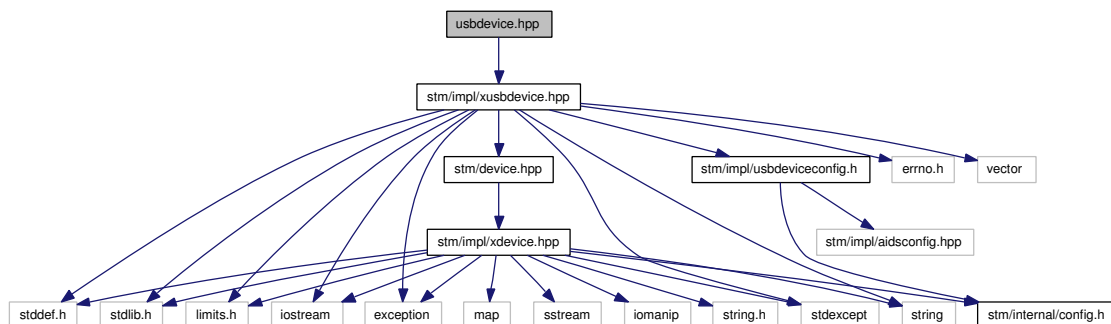 usbdevice.hpp
stm/impl/xusbdevice.hpp
stm/device.hpp
stm/impl/usbdeviceconfig.h
errno.h
vector
stm/impl/xdevice.hpp
stm/impl/aidsconfig.hpp
stddef.h
stdlib.h
limits.h
iostream
exception
map
sstream
iomanip
string.h
stdexcept
string
stm/internal/config.h